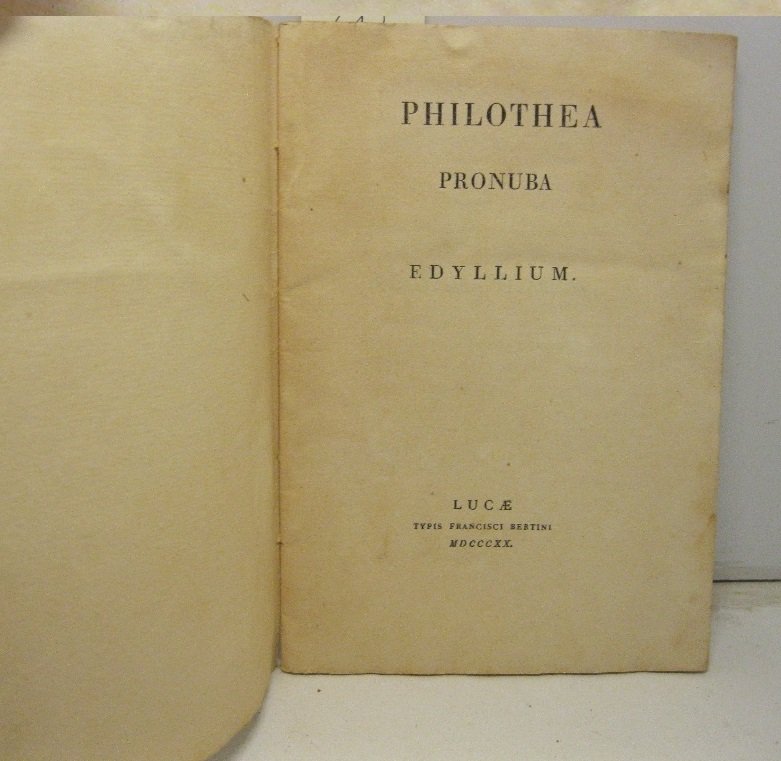 PHILOTHEA
PRONUBA
EDYLLIUM.
LUCÆ
TYPIS FRANCISCI BERTINI
MDCCCXX.